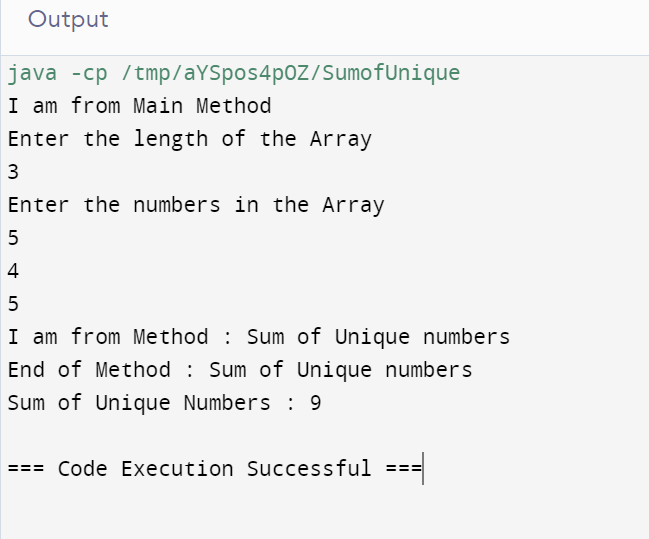 Output
java -cp /tmp/aYSpos4pOZ/SumofUnique
I am from Main Method
Enter the length of the Array
3
Enter the numbers in the Array
5
4
5
I am from Method : Sum of Unique numbers
End of Method : Sum of Unique numbers
Sum of Unique Numbers : 9
=== Code Execution Successful ===